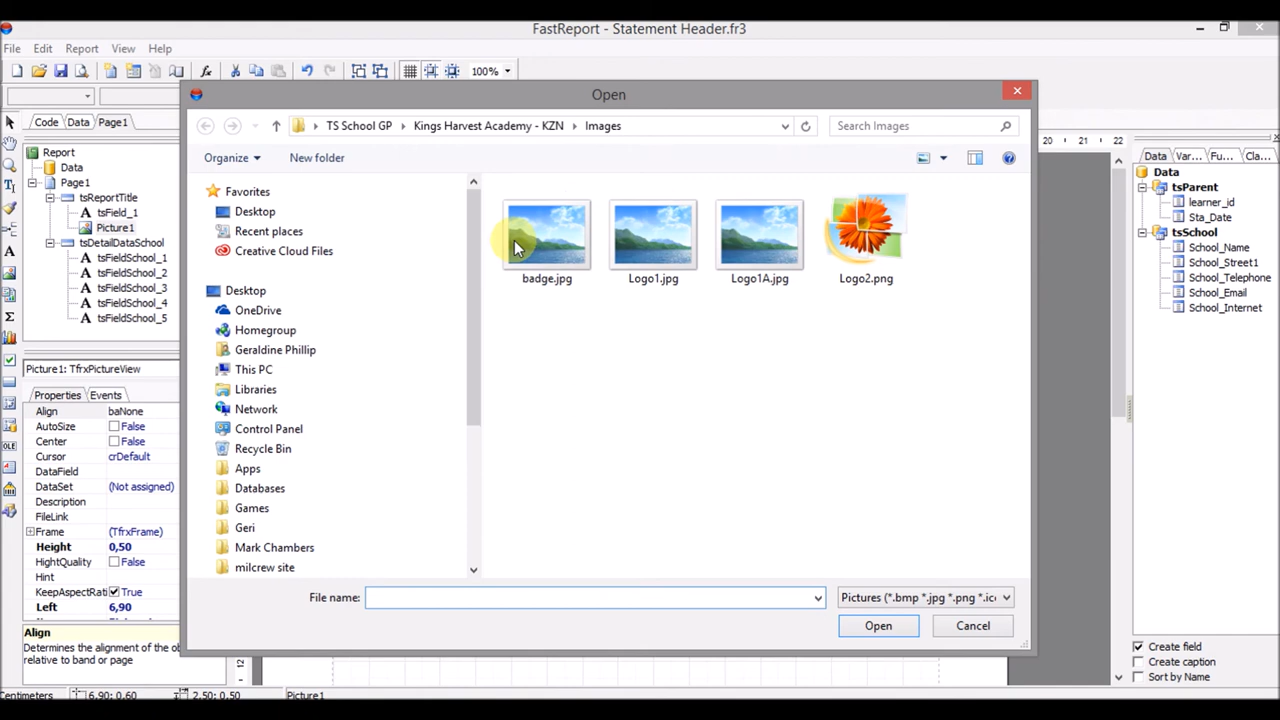 FastReport - Statement Header.fr3
File Edit Report View Help
100%
Open
TS School GP Kings Harvest Academy - KZN Images
Search Images
Organize New folder
Favorites
Desktop
Recent places
Creative Cloud Files
Desktop
OneDrive
Homegroup
Geraldine Phillip
This PC
Libraries
Network
Control Panel
Recycle Bin
Apps
Databases
Games
Geri
Mark Chambers
milcrew site
badge.jpg Logo1.jpg Logo1A.jpg Logo2.png
File name: Pictures (*.bmp *.jpg *.png *.ic
Open Cancel
Code Data Page1
Report
Data
Page1
tsReportTitle
tsField_1
Picture1
tsDetailDataSchool
tsFieldSchool_1
tsFieldSchool_2
tsFieldSchool_3
tsFieldSchool_4
tsFieldSchool_5
Picture1: TfrxPictureView
Properties Events
Align baNone
AutoSize False
Center False
Cursor crDefault
DataField
DataSet (Not assigned)
Description
FileLink
Frame (TfrxFrame)
Height 0,50
HightQuality False
Hint
KeepAspectRati True
Left 6,90
Align
Determines the alignment of the ob
relative to band or page
20 21 22
12
Data Var... Fu... Cla...
Data
tsParent
learner_id
Sta_Date
tsSchool
School_Name
School_Street1
School_Telephone
School_Email
School_Internet
Create field
Create caption
Sort by Name
Centimeters 6,90; 0,60 2,50; 0,50 Picture1